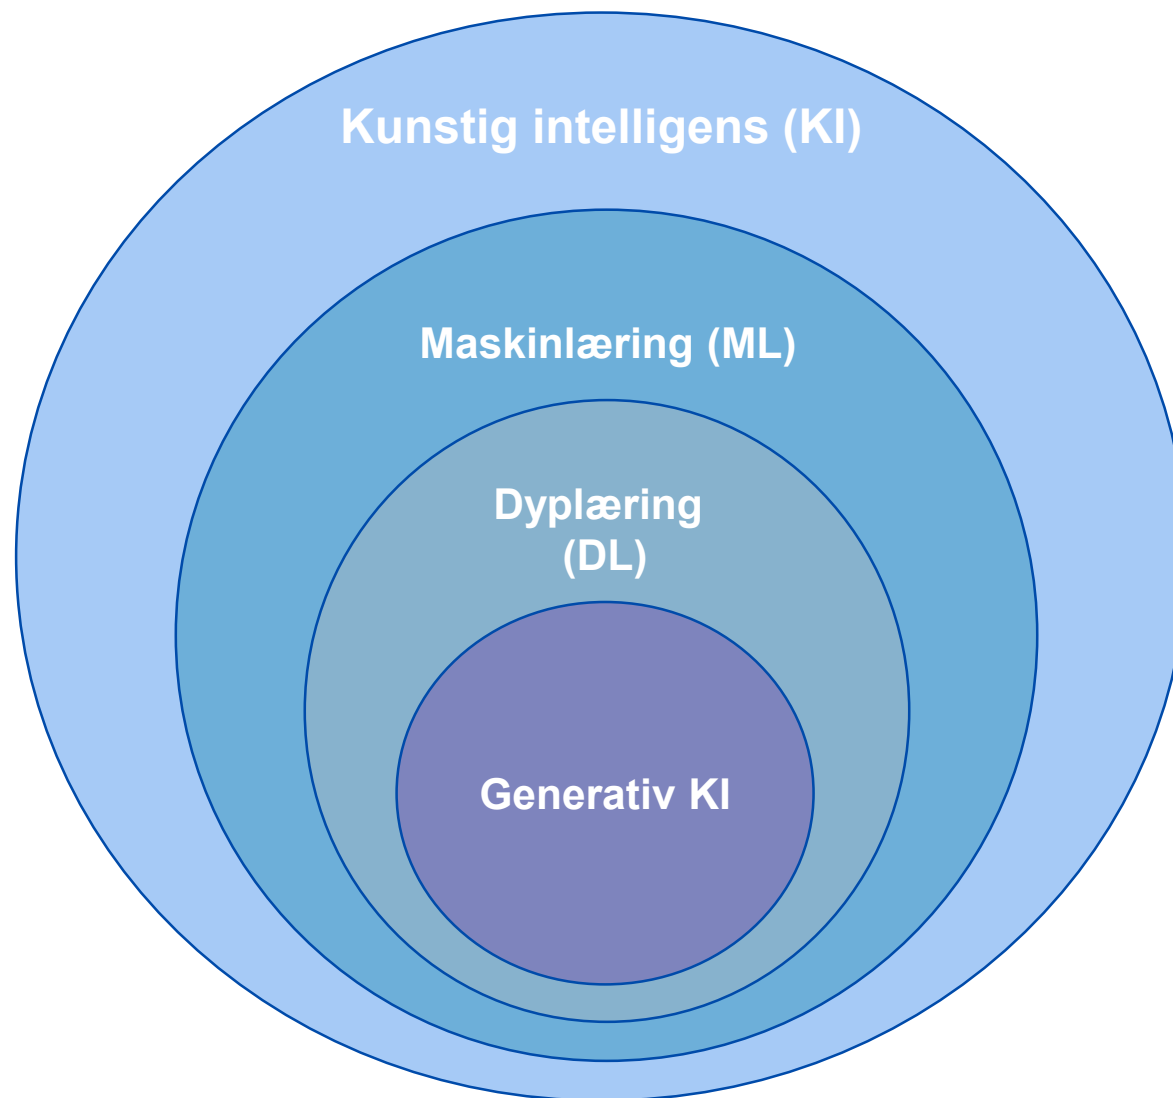 Kunstig intelligens (KI)
Maskinlæring (ML)
Dyplæring
(DL)
Generativ KI